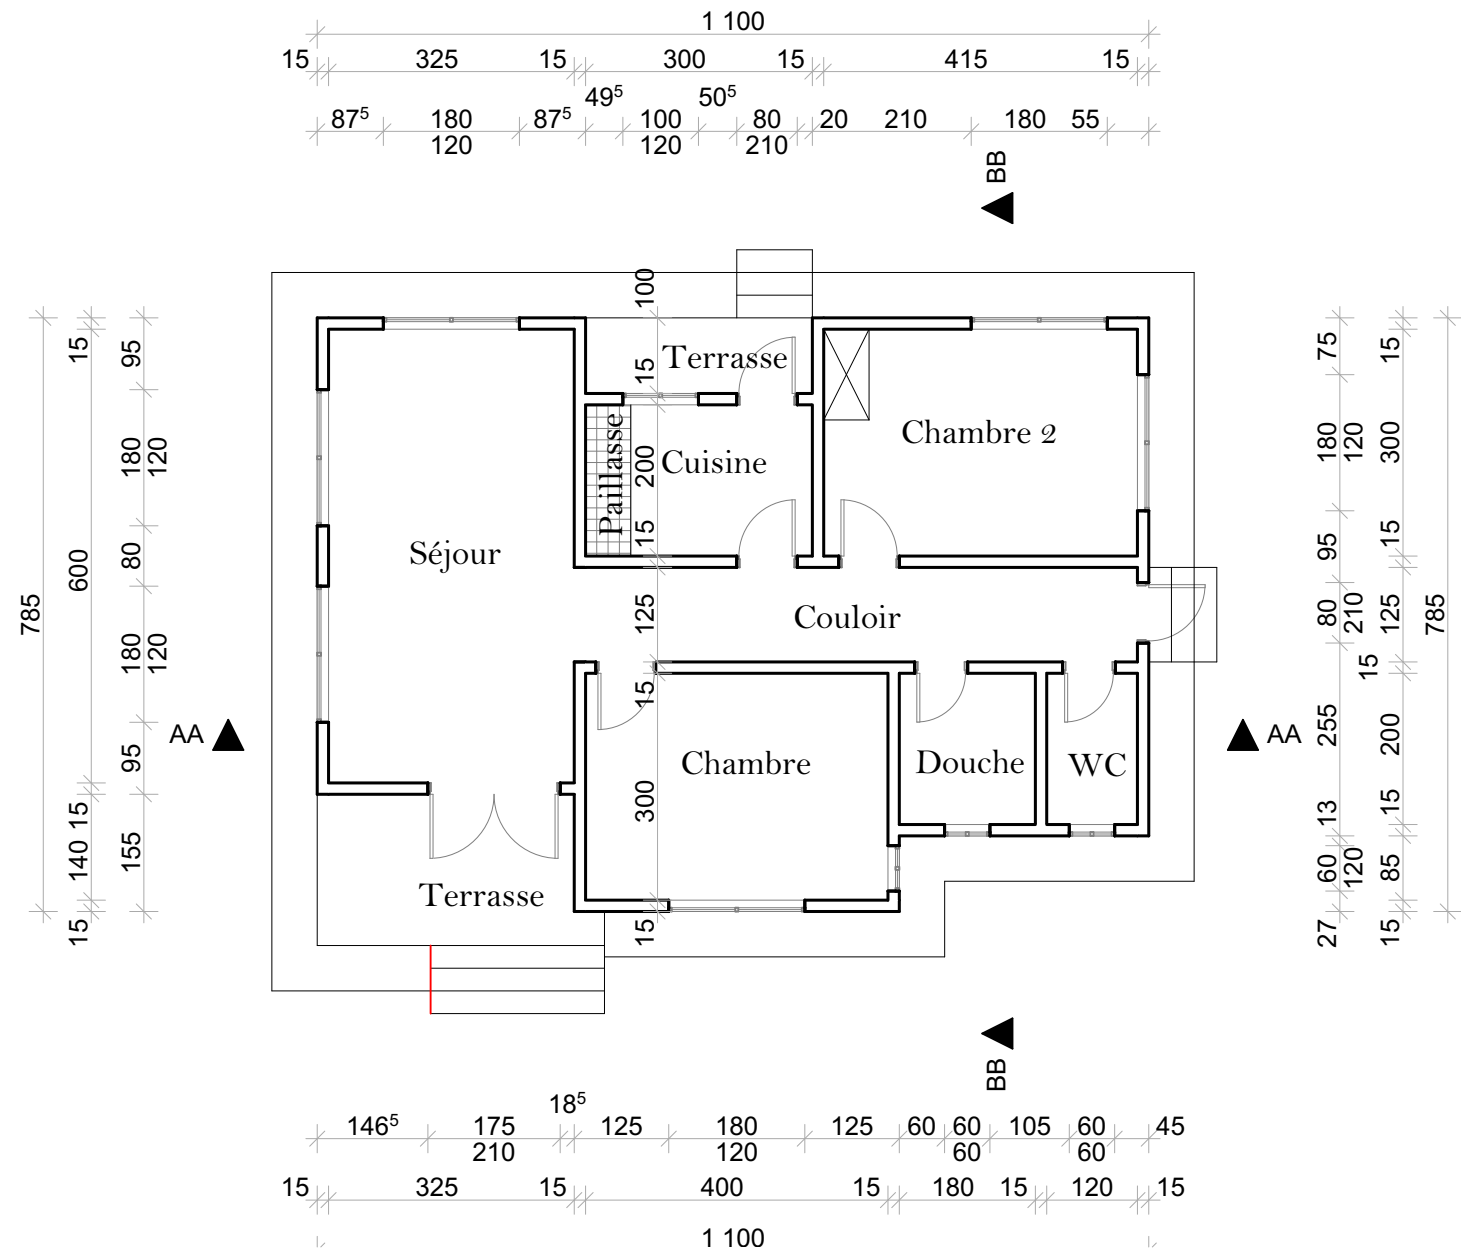 1 100
15 325 15 300 15 415 15
49⁵ 50⁵
87⁵ 180 87⁵ 100 80 20 210 180 55
120 120 210
BB
100
15 Terrasse
Chambre 2
Paillasse 200 Cuisine
15
Séjour
125 Couloir
15
Chambre Douche WC
300
Terrasse
15
AA AA
785
15 600 15 140 15
95 180 80 180 95 155
120 120
75 180 95 80 255 13 60 27
120 210 120
15 300 15 125 15 200 15 85 15
785
BB
18⁵
146⁵ 175 125 180 125 60 60 105 60 45
210 120 60 60
15 325 15 400 15 180 15 120 15
1 100